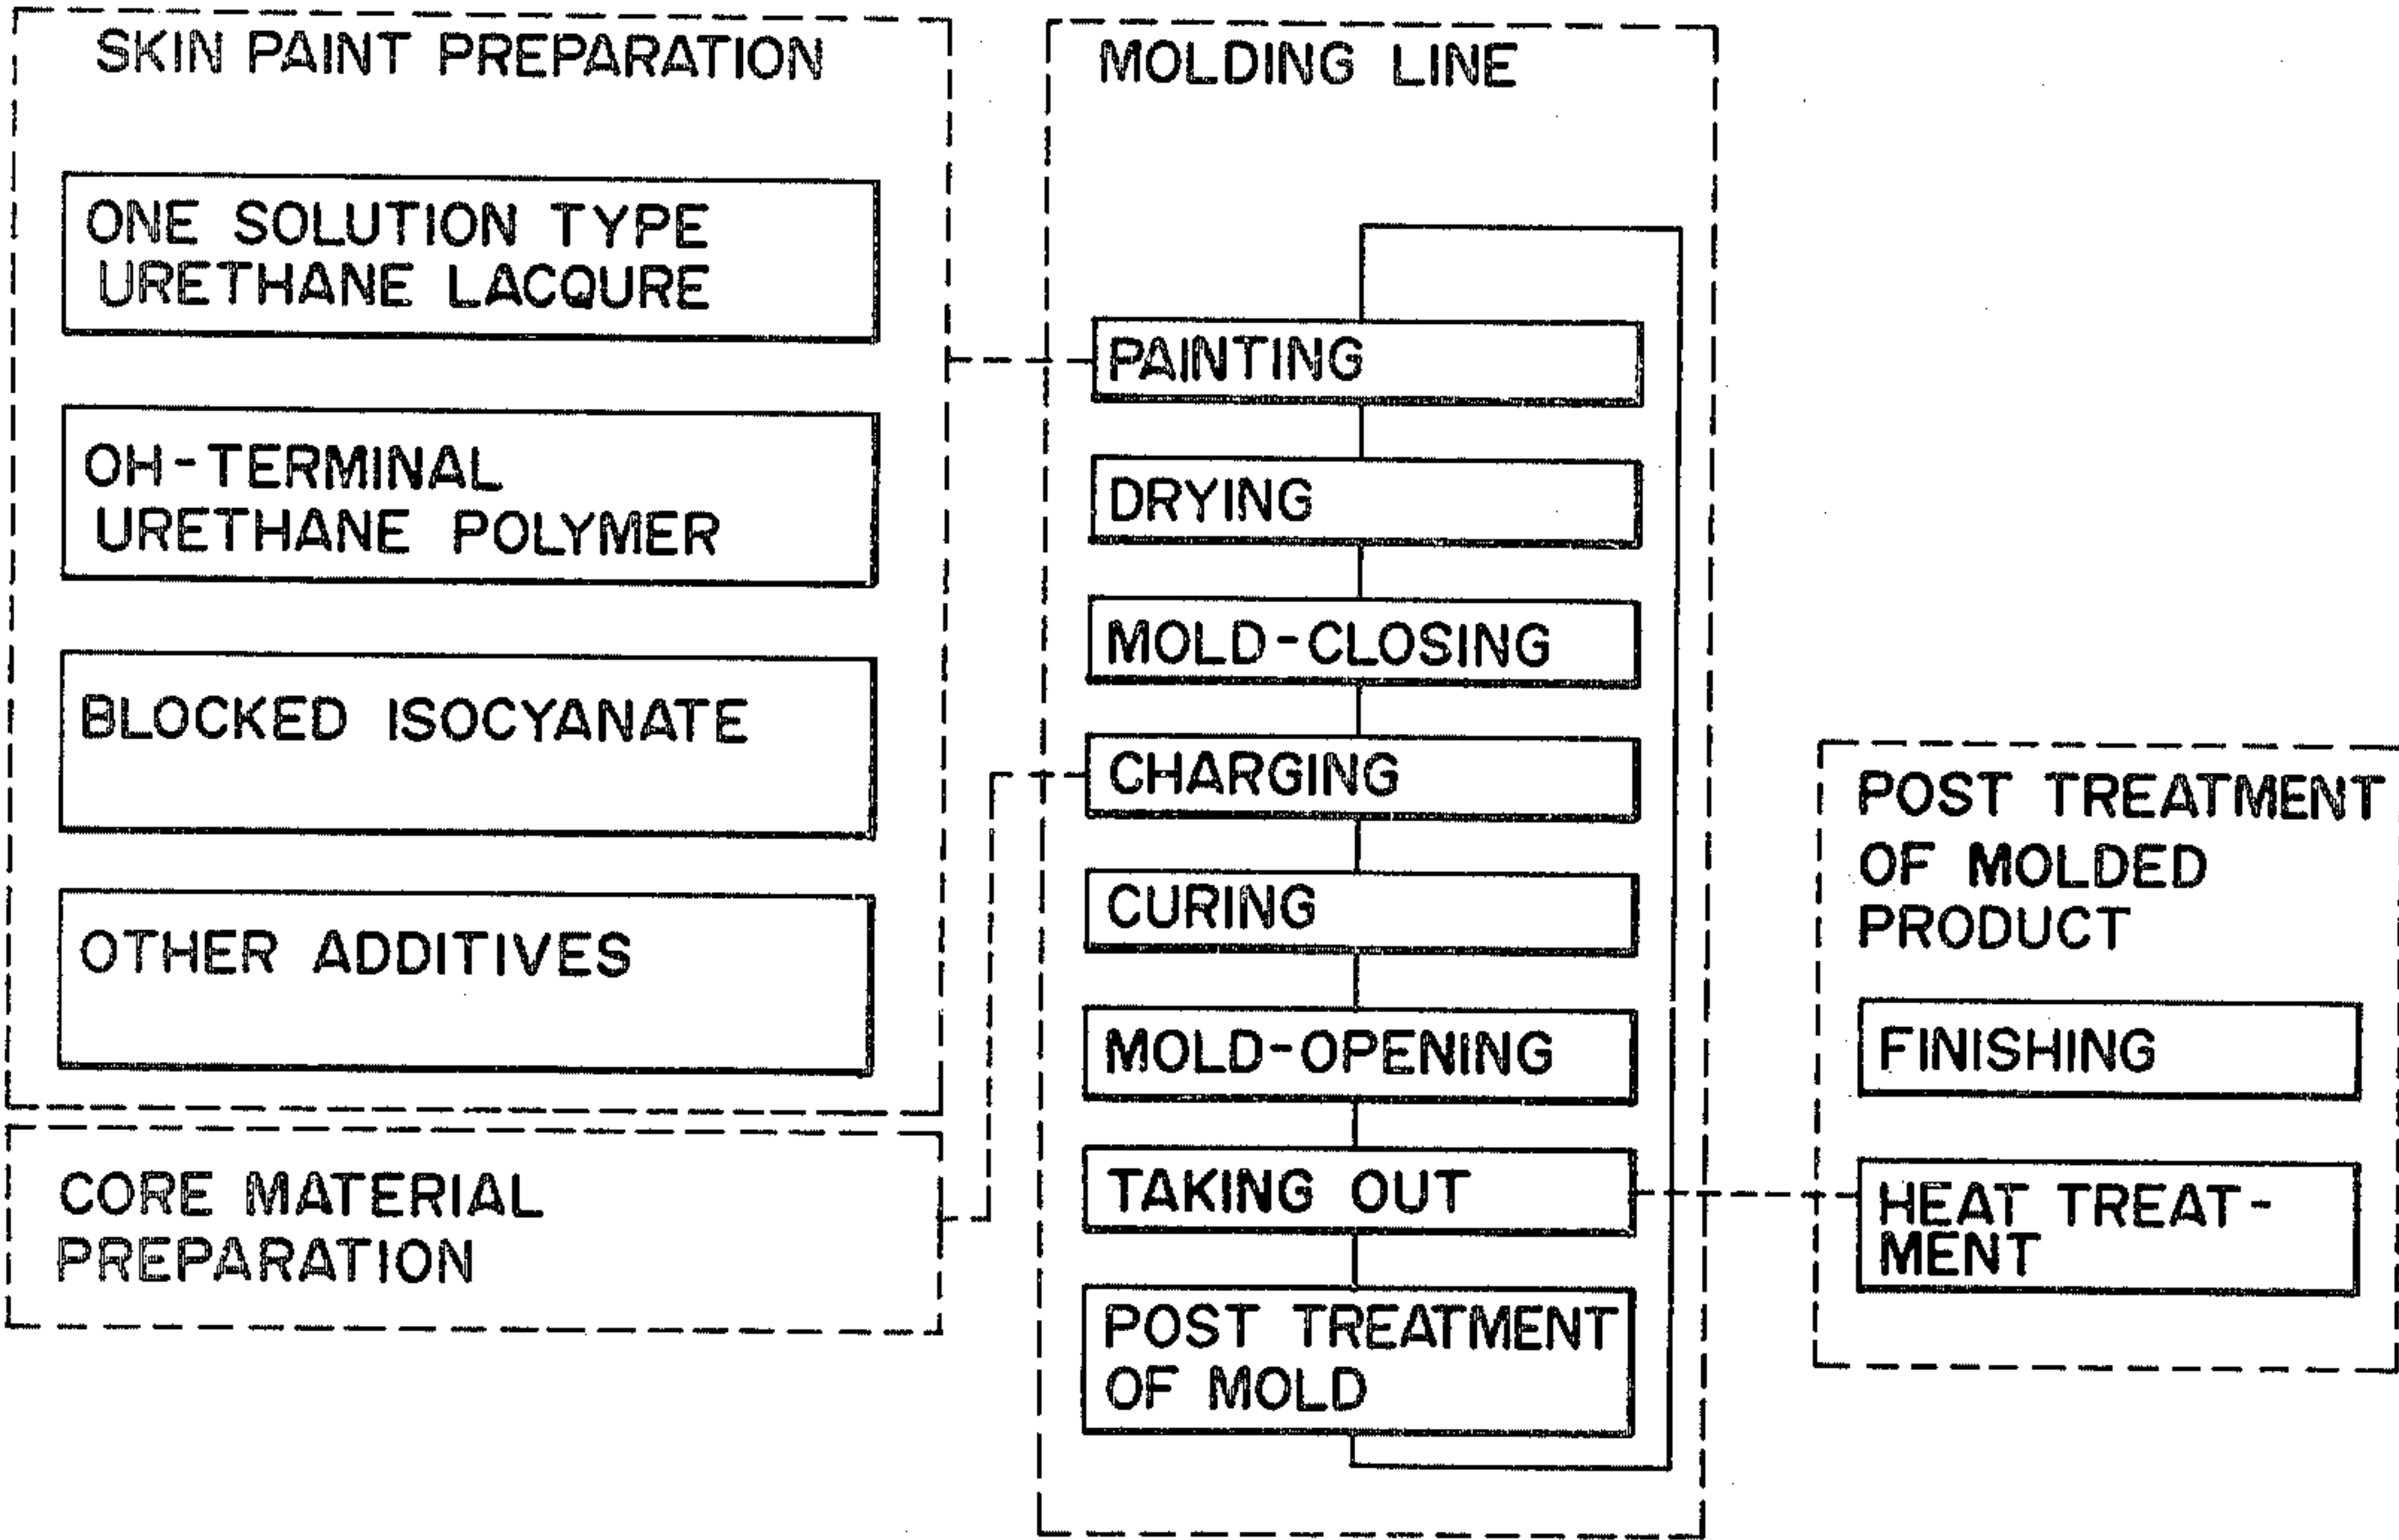 SKIN PAINT PREPARATION
ONE SOLUTION TYPE
URETHANE LACQURE
OH-TERMINAL
URETHANE POLYMER
BLOCKED ISOCYANATE
OTHER ADDITIVES
CORE MATERIAL
PREPARATION
MOLDING LINE
PAINTING
DRYING
MOLD-CLOSING
CHARGING
CURING
MOLD-OPENING
TAKING OUT
POST TREATMENT
OF MOLD
POST TREATMENT
OF MOLDED
PRODUCT
FINISHING
HEAT TREAT-
MENT